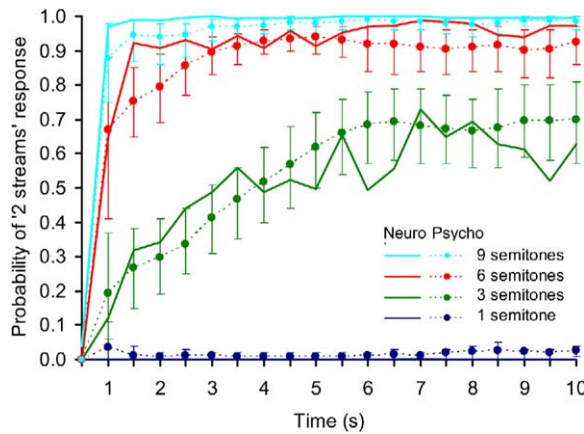 Probability of '2 streams' response
1.0
0.9
0.8
0.7
0.6
0.5
0.4
0.3
0.2
0.1
0.0
Neuro Psycho
9 semitones
6 semitones
3 semitones
1 semitone
1 2 3 4 5 6 7 8 9 10
Time (s)